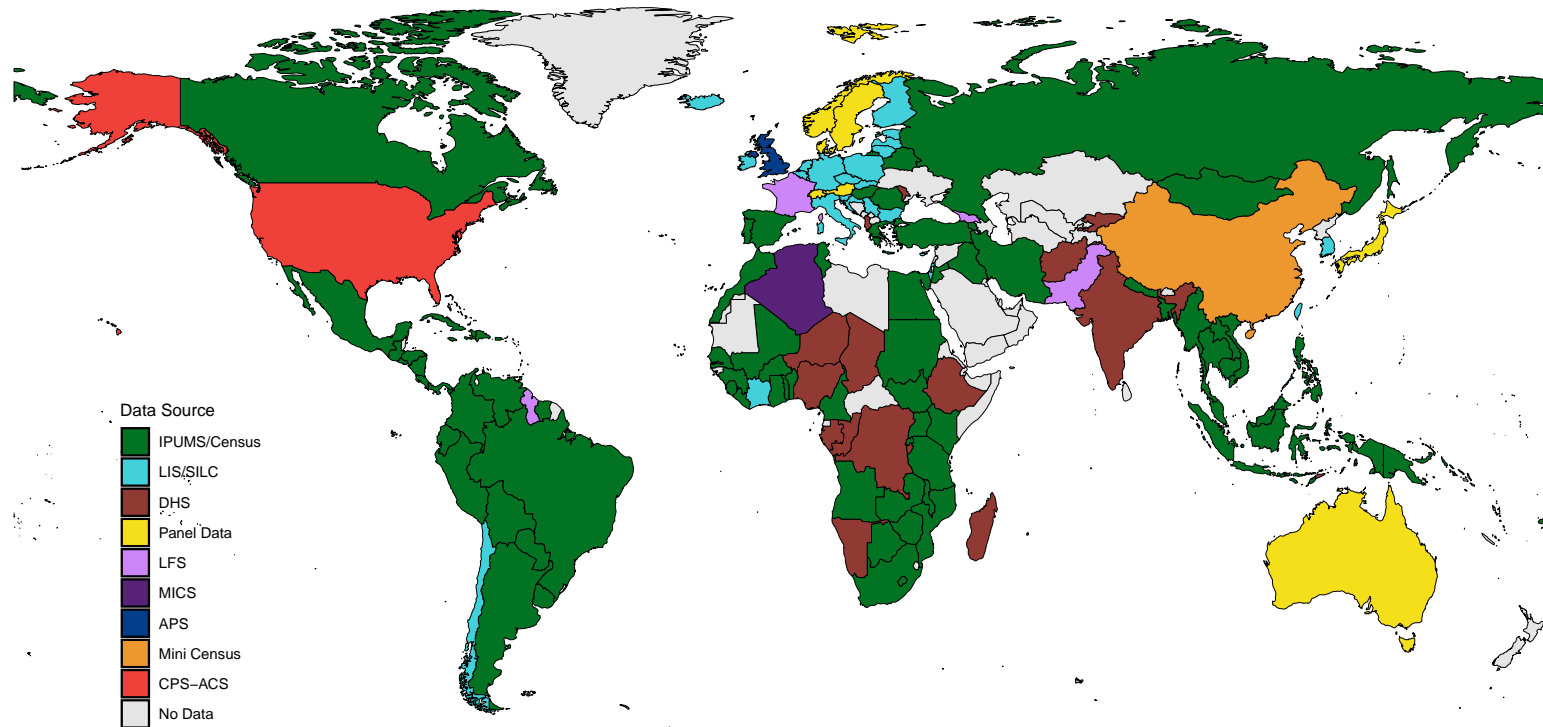 Data Source
IPUMS/Census
LIS/SILC
DHS
Panel Data
LFS
MICS
APS
Mini Census
CPS−ACS
No Data